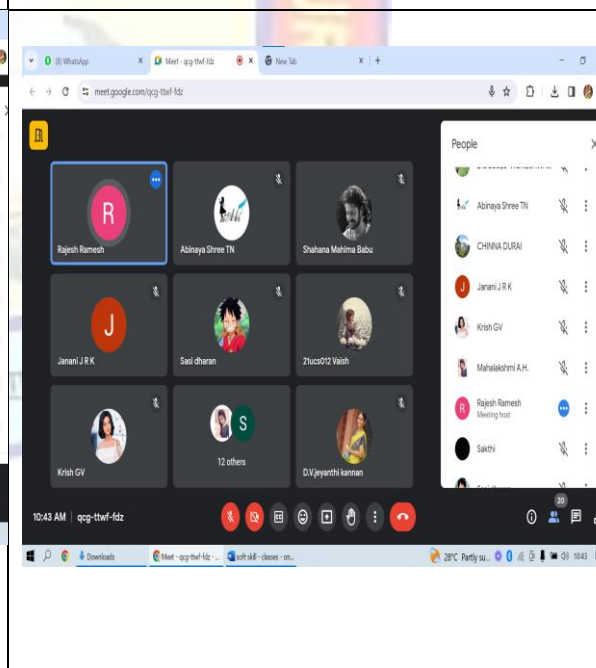 (3) WhatsApp
Meet - qcg-ttwf-fdz
New Tab
meet.google.com/qcg-ttwf-fdz
R
Rajesh Ramesh
Abinaya Shree TN
Shahana Mahima Babu
J
Janani J R K
Sasi dharan
21ucs012 Vaish
Krish GV
S
12 others
D.V.jeyanthi kannan
People
Abinaya Shree TN
CHINNA DURAI
J
Janani J R K
Krish GV
Mahalakshmi A.H.
R
Rajesh Ramesh
Meeting host
Sakthi
10:43 AM | qcg-ttwf-fdz
20
Downloads
Meet - qcg-ttwf-fdz - ...
soft skill - classes - on...
28°C Partly su...
1043